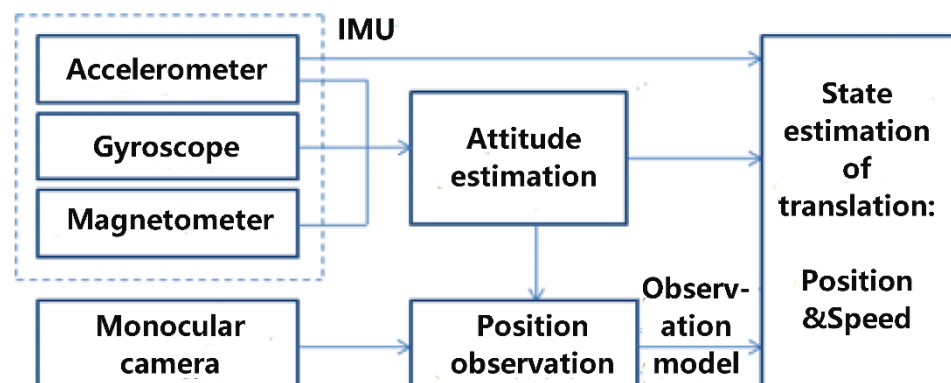 IMU
Accelerometer
Gyroscope
Magnetometer
Attitude
estimation
State
estimation
of
translation:
Position
&Speed
Monocular
camera
Position
observation
Observ-
ation
model